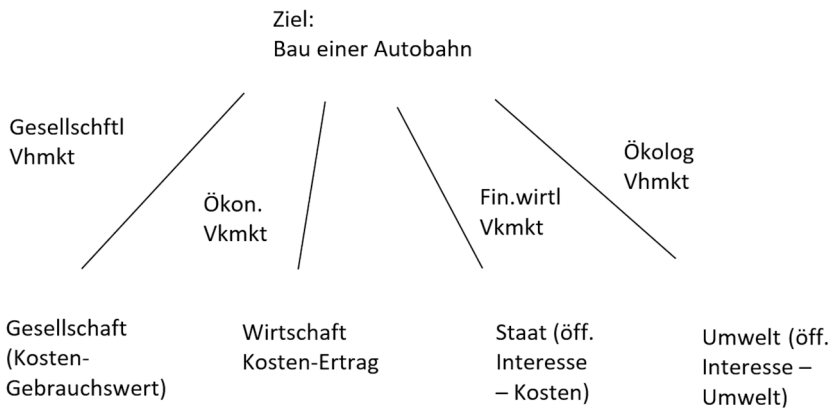 Ziel:
Bau einer Autobahn
Gesellschftl
Vhmkt
Ökon.
Vkmkt
Fin.wirtl
Vkmkt
Ökolog
Vhmkt
Gesellschaft
(Kosten-
Gebrauchswert)
Wirtschaft
Kosten-Ertrag
Staat (öff.
Interesse
– Kosten)
Umwelt (öff.
Interesse –
Umwelt)